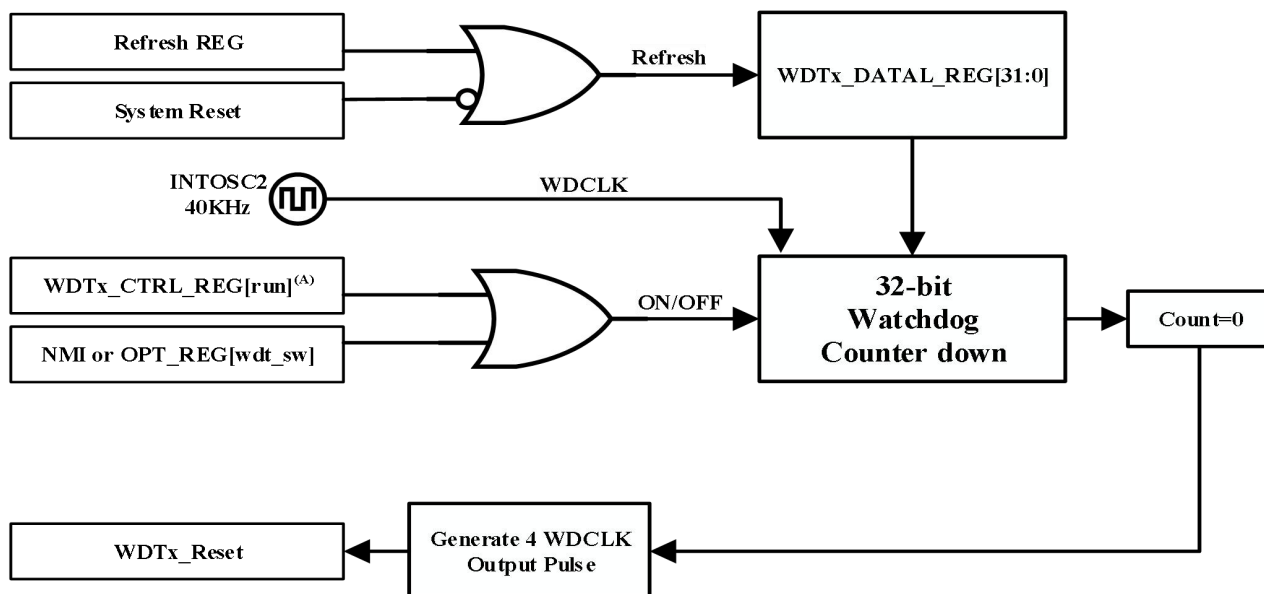 Refresh REG
System Reset
Refresh
WDTx_DATAL_REG[31:0]
INTOSC2
40KHz
WDCLK
WDTx_CTRL_REG[run](A)
NMI or OPT_REG[wdt_sw]
ON/OFF
32-bit
Watchdog
Counter down
Count=0
Generate 4 WDCLK
Output Pulse
WDTx_Reset